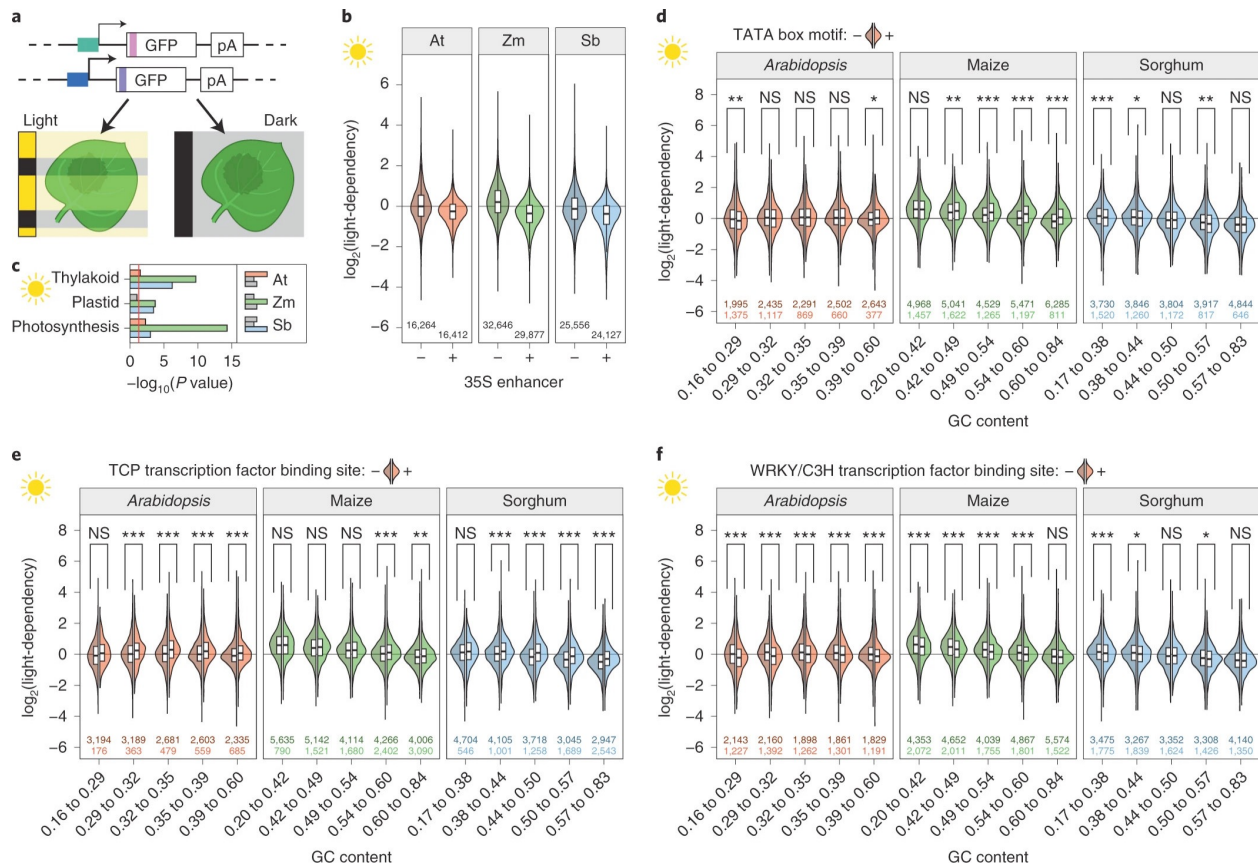 a
GFP
pA
GFP
pA
Light
Dark
b
At
Zm
Sb
log2(light-dependency)
6
4
2
0
−2
−4
−6
16,264
16,412
32,646
29,877
25,556
24,127
− + − + − +
35S enhancer
c
Thylakoid
Plastid
Photosynthesis
At
Zm
Sb
0 5 10 15
−log10(P value)
d
TATA box motif: − +
Arabidopsis
Maize
Sorghum
log2(light-dependency)
8
6
4
2
0
−2
−4
−6
** NS NS NS *
NS ** *** *** ***
*** * NS ** NS
1,995 2,435 2,291 2,502 2,643
1,375 1,117 869 660 377
4,968 5,041 4,529 5,471 6,285
1,457 1,622 1,265 1,197 811
3,730 3,846 3,804 3,917 4,844
1,520 1,260 1,172 817 646
0.16 to 0.29
0.29 to 0.32
0.32 to 0.35
0.35 to 0.39
0.39 to 0.60
0.20 to 0.42
0.42 to 0.49
0.49 to 0.54
0.54 to 0.60
0.60 to 0.84
0.17 to 0.38
0.38 to 0.44
0.44 to 0.50
0.50 to 0.57
0.57 to 0.83
GC content
e
TCP transcription factor binding site: − +
Arabidopsis
Maize
Sorghum
log2(light-dependency)
8
6
4
2
0
−2
−4
−6
NS *** *** *** ***
NS NS NS *** **
NS *** *** *** ***
3,194 3,189 2,681 2,603 2,335
176 363 479 559 685
5,635 5,142 4,114 4,266 4,006
790 1,521 1,680 2,402 3,090
4,704 4,105 3,718 3,045 2,947
546 1,001 1,258 1,689 2,543
0.16 to 0.29
0.29 to 0.32
0.32 to 0.35
0.35 to 0.39
0.39 to 0.60
0.20 to 0.42
0.42 to 0.49
0.49 to 0.54
0.54 to 0.60
0.60 to 0.84
0.17 to 0.38
0.38 to 0.44
0.44 to 0.50
0.50 to 0.57
0.57 to 0.83
GC content
f
WRKY/C3H transcription factor binding site: − +
Arabidopsis
Maize
Sorghum
log2(light-dependency)
8
6
4
2
0
−2
−4
−6
*** *** *** *** ***
*** *** *** *** NS
*** * NS * NS
2,143 2,160 1,898 1,861 1,829
1,227 1,392 1,262 1,301 1,191
4,353 4,652 4,039 4,867 5,574
2,072 2,011 1,755 1,801 1,522
3,475 3,267 3,352 3,308 4,140
1,775 1,839 1,624 1,426 1,350
0.16 to 0.29
0.29 to 0.32
0.32 to 0.35
0.35 to 0.39
0.39 to 0.60
0.20 to 0.42
0.42 to 0.49
0.49 to 0.54
0.54 to 0.60
0.60 to 0.84
0.17 to 0.38
0.38 to 0.44
0.44 to 0.50
0.50 to 0.57
0.57 to 0.83
GC content